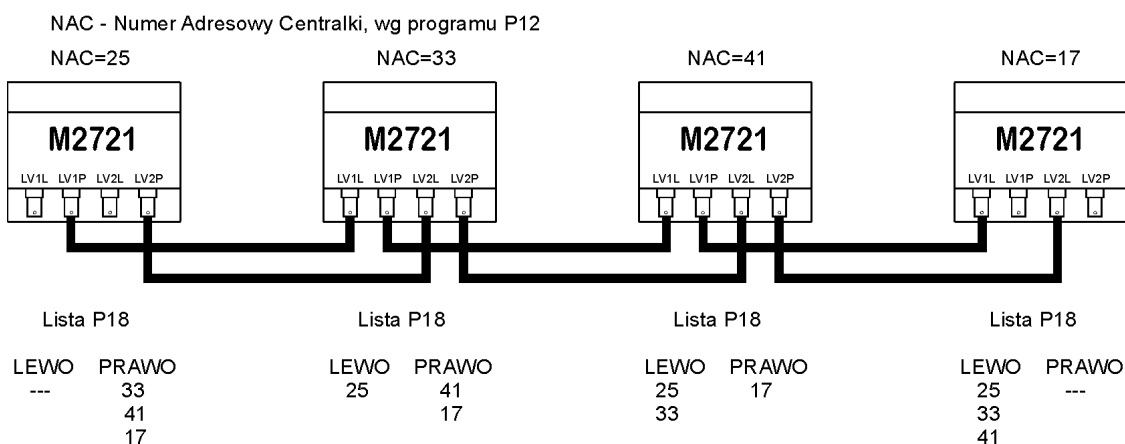 NAC - Numer Adresowy Centralki, wg programu P12
NAC=25 NAC=33 NAC=41 NAC=17
M2721 M2721 M2721 M2721
LV1L LV1P LV2L LV2P LV1L LV1P LV2L LV2P LV1L LV1P LV2L LV2P LV1L LV1P LV2L LV2P
Lista P18 Lista P18 Lista P18 Lista P18
LEWO PRAWO LEWO PRAWO LEWO PRAWO LEWO PRAWO
--- 33 25 41 25 17 25 ---
41 17 33 33
17 41